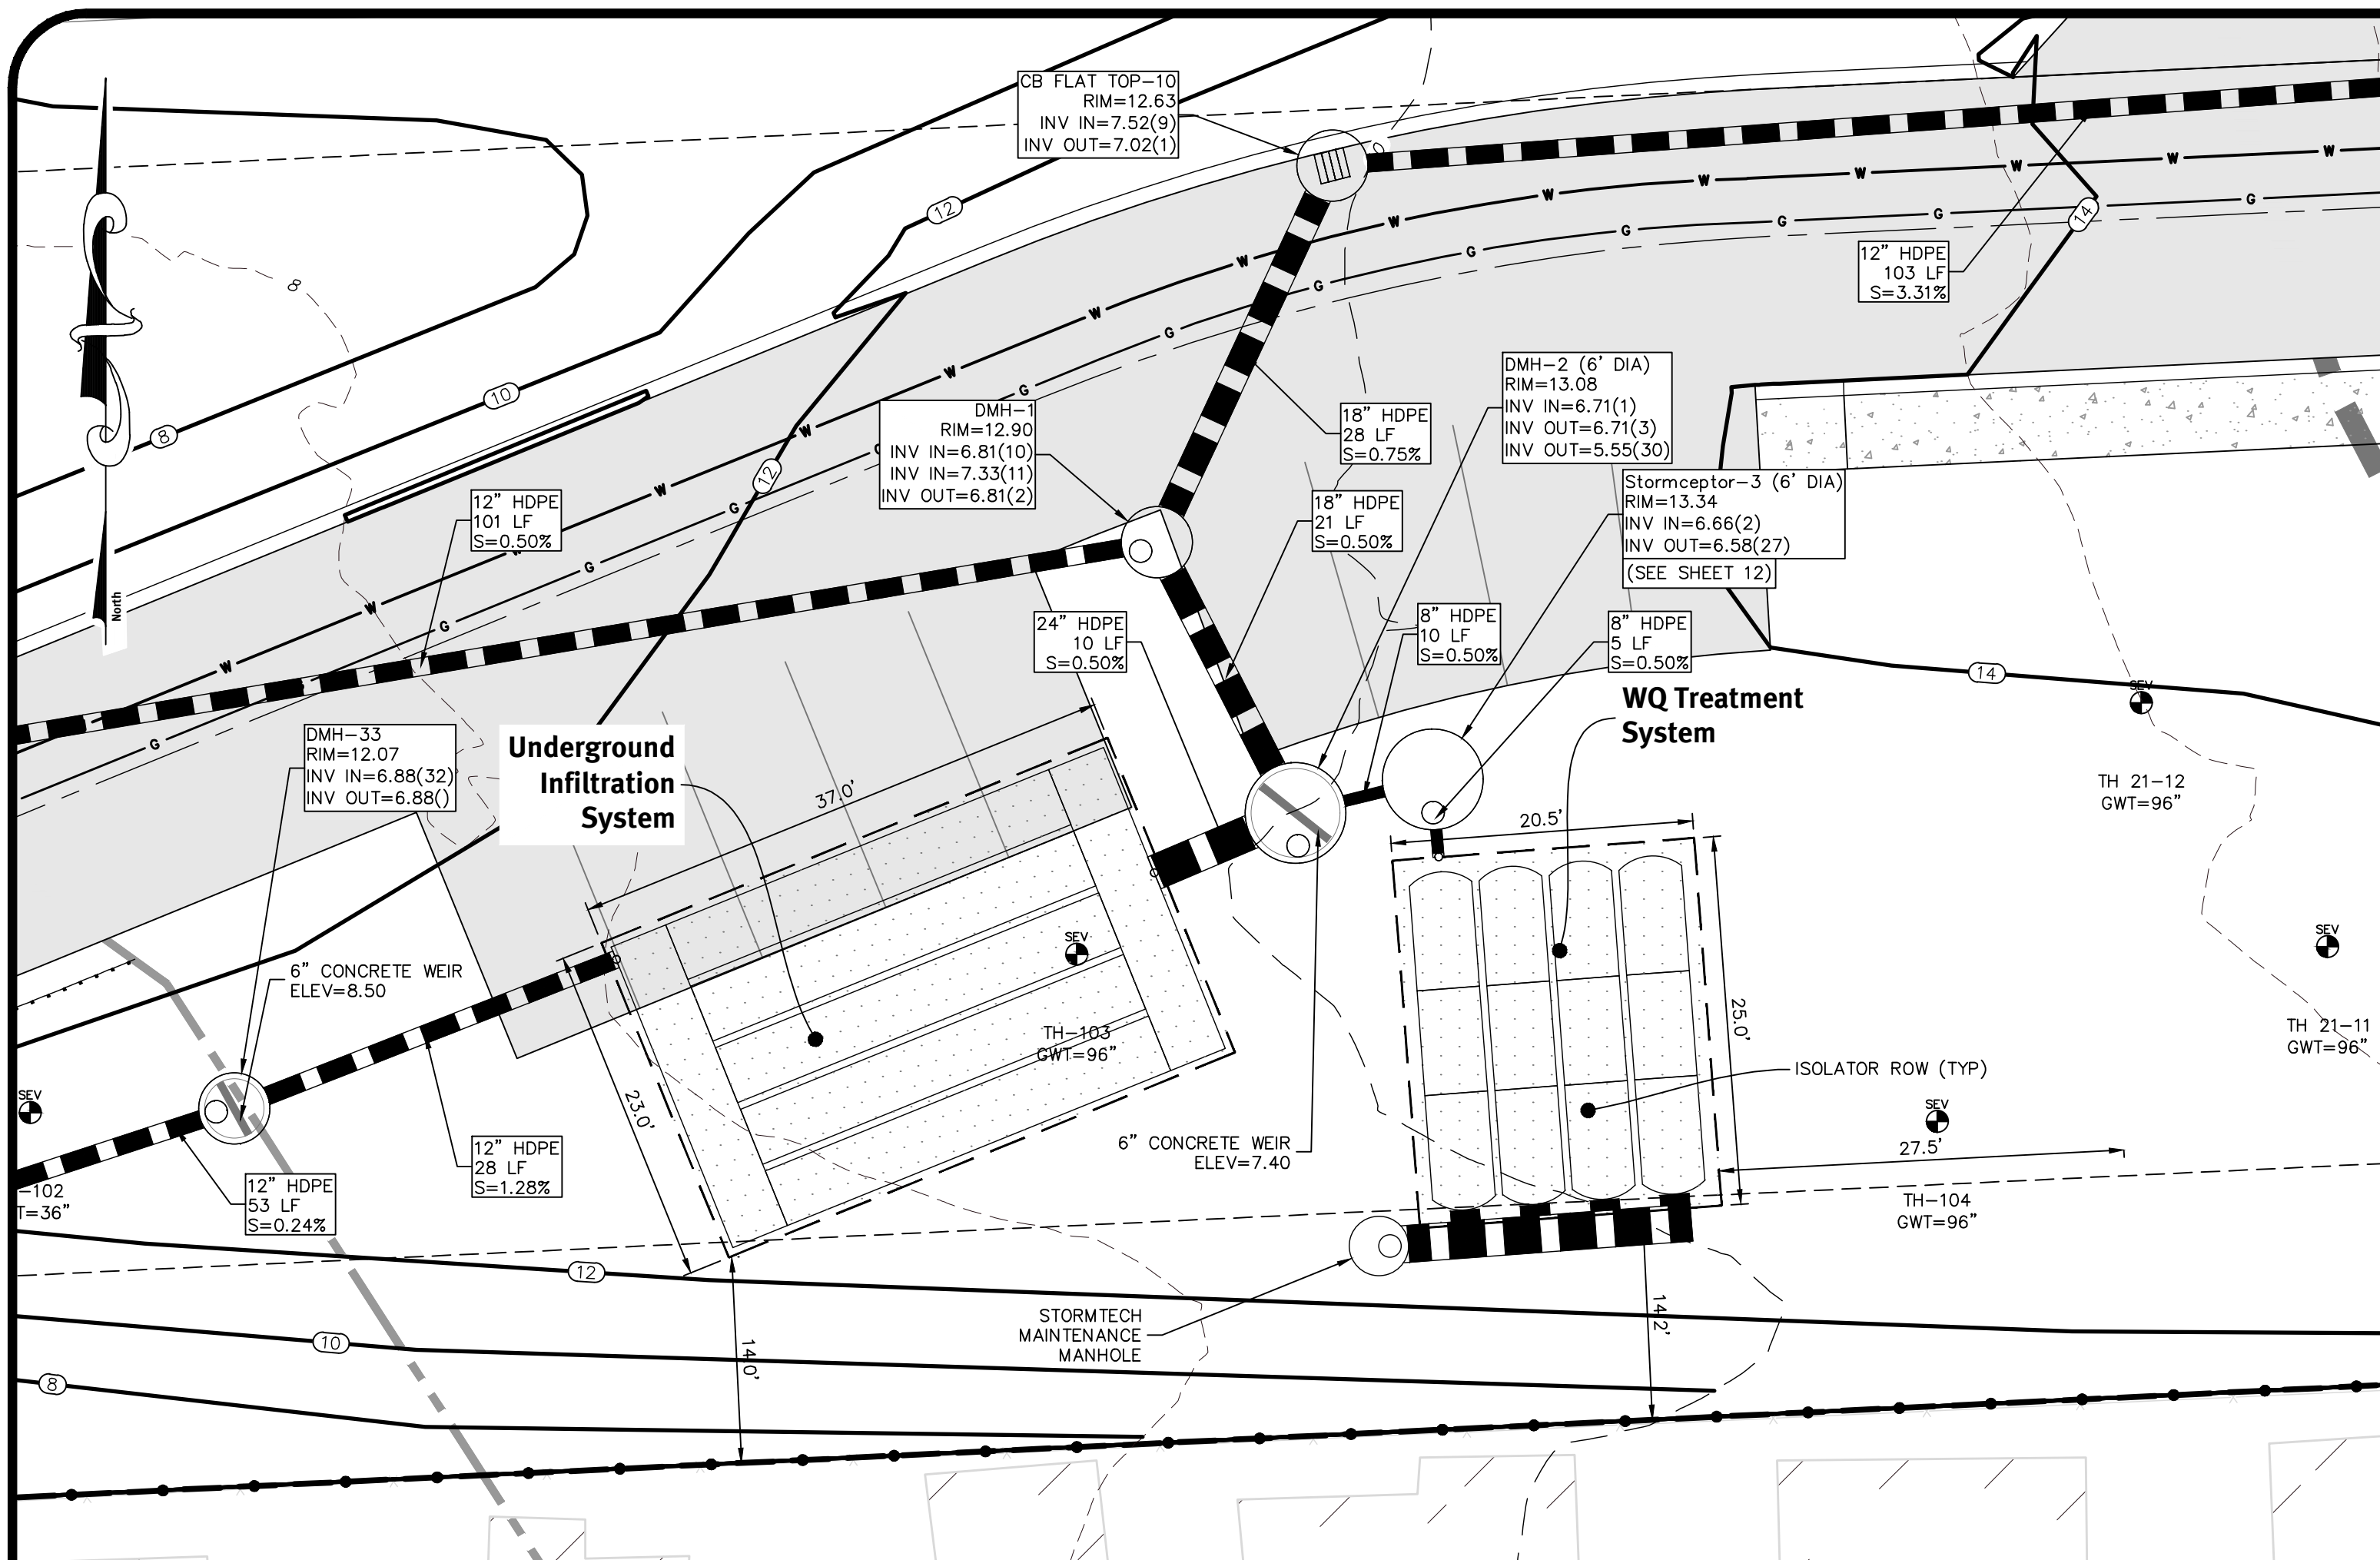 CB FLAT TOP-10
RIM=12.63
INV IN=7.52(9)
INV OUT=7.02(1)
12
14
12" HDPE
103 LF
S=3.31%
8
10
8
12
DMH-1
RIM=12.90
INV IN=6.81(10)
INV IN=7.33(11)
INV OUT=6.81(2)
18" HDPE
28 LF
S=0.75%
DMH-2 (6' DIA)
RIM=13.08
INV IN=6.71(1)
INV OUT=6.71(3)
INV OUT=5.55(30)
Stormceptor-3 (6' DIA)
RIM=13.34
INV IN=6.66(2)
INV OUT=6.58(27)
(SEE SHEET 12)
12" HDPE
101 LF
S=0.50%
18" HDPE
21 LF
S=0.50%
North
24" HDPE
10 LF
S=0.50%
8" HDPE
10 LF
S=0.50%
8" HDPE
5 LF
S=0.50%
14
WQ Treatment
System
SEV
TH 21-12
GWT=96"
DMH-33
RIM=12.07
INV IN=6.88(32)
INV OUT=6.88()
Underground
Infiltration
System
37.0'
20.5'
25.0'
6" CONCRETE WEIR
ELEV=8.50
SEV
TH-103
GWT=96"
SEV
TH 21-11
GWT=96"
23.0'
ISOLATOR ROW (TYP)
SEV
SEV
-102
T=36"
12" HDPE
53 LF
S=0.24%
12" HDPE
28 LF
S=1.28%
6" CONCRETE WEIR
ELEV=7.40
27.5'
TH-104
GWT=96"
12
10
8
14.0'
STORMTECH
MAINTENANCE
MANHOLE
14.2'
W W W W W W W W W W W W W W W
G G G G G G G G G G G G G